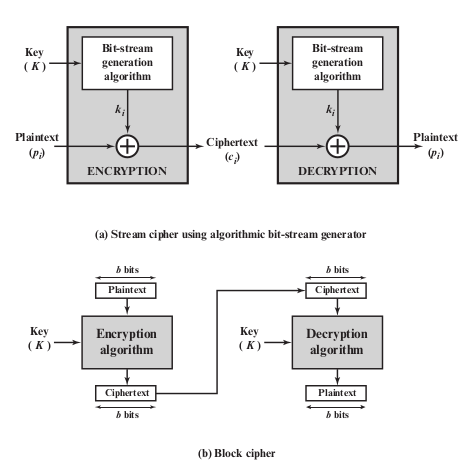 Key
( K )
Bit-stream
generation
algorithm
k_i
Plaintext
(p_i)
ENCRYPTION
Ciphertext
(c_i)
Key
( K )
Bit-stream
generation
algorithm
k_i
DECRYPTION
Plaintext
(p_i)
(a) Stream cipher using algorithmic bit-stream generator
b bits
Plaintext
Key
( K )
Encryption
algorithm
Ciphertext
b bits
b bits
Ciphertext
Key
( K )
Decryption
algorithm
Plaintext
b bits
(b) Block cipher